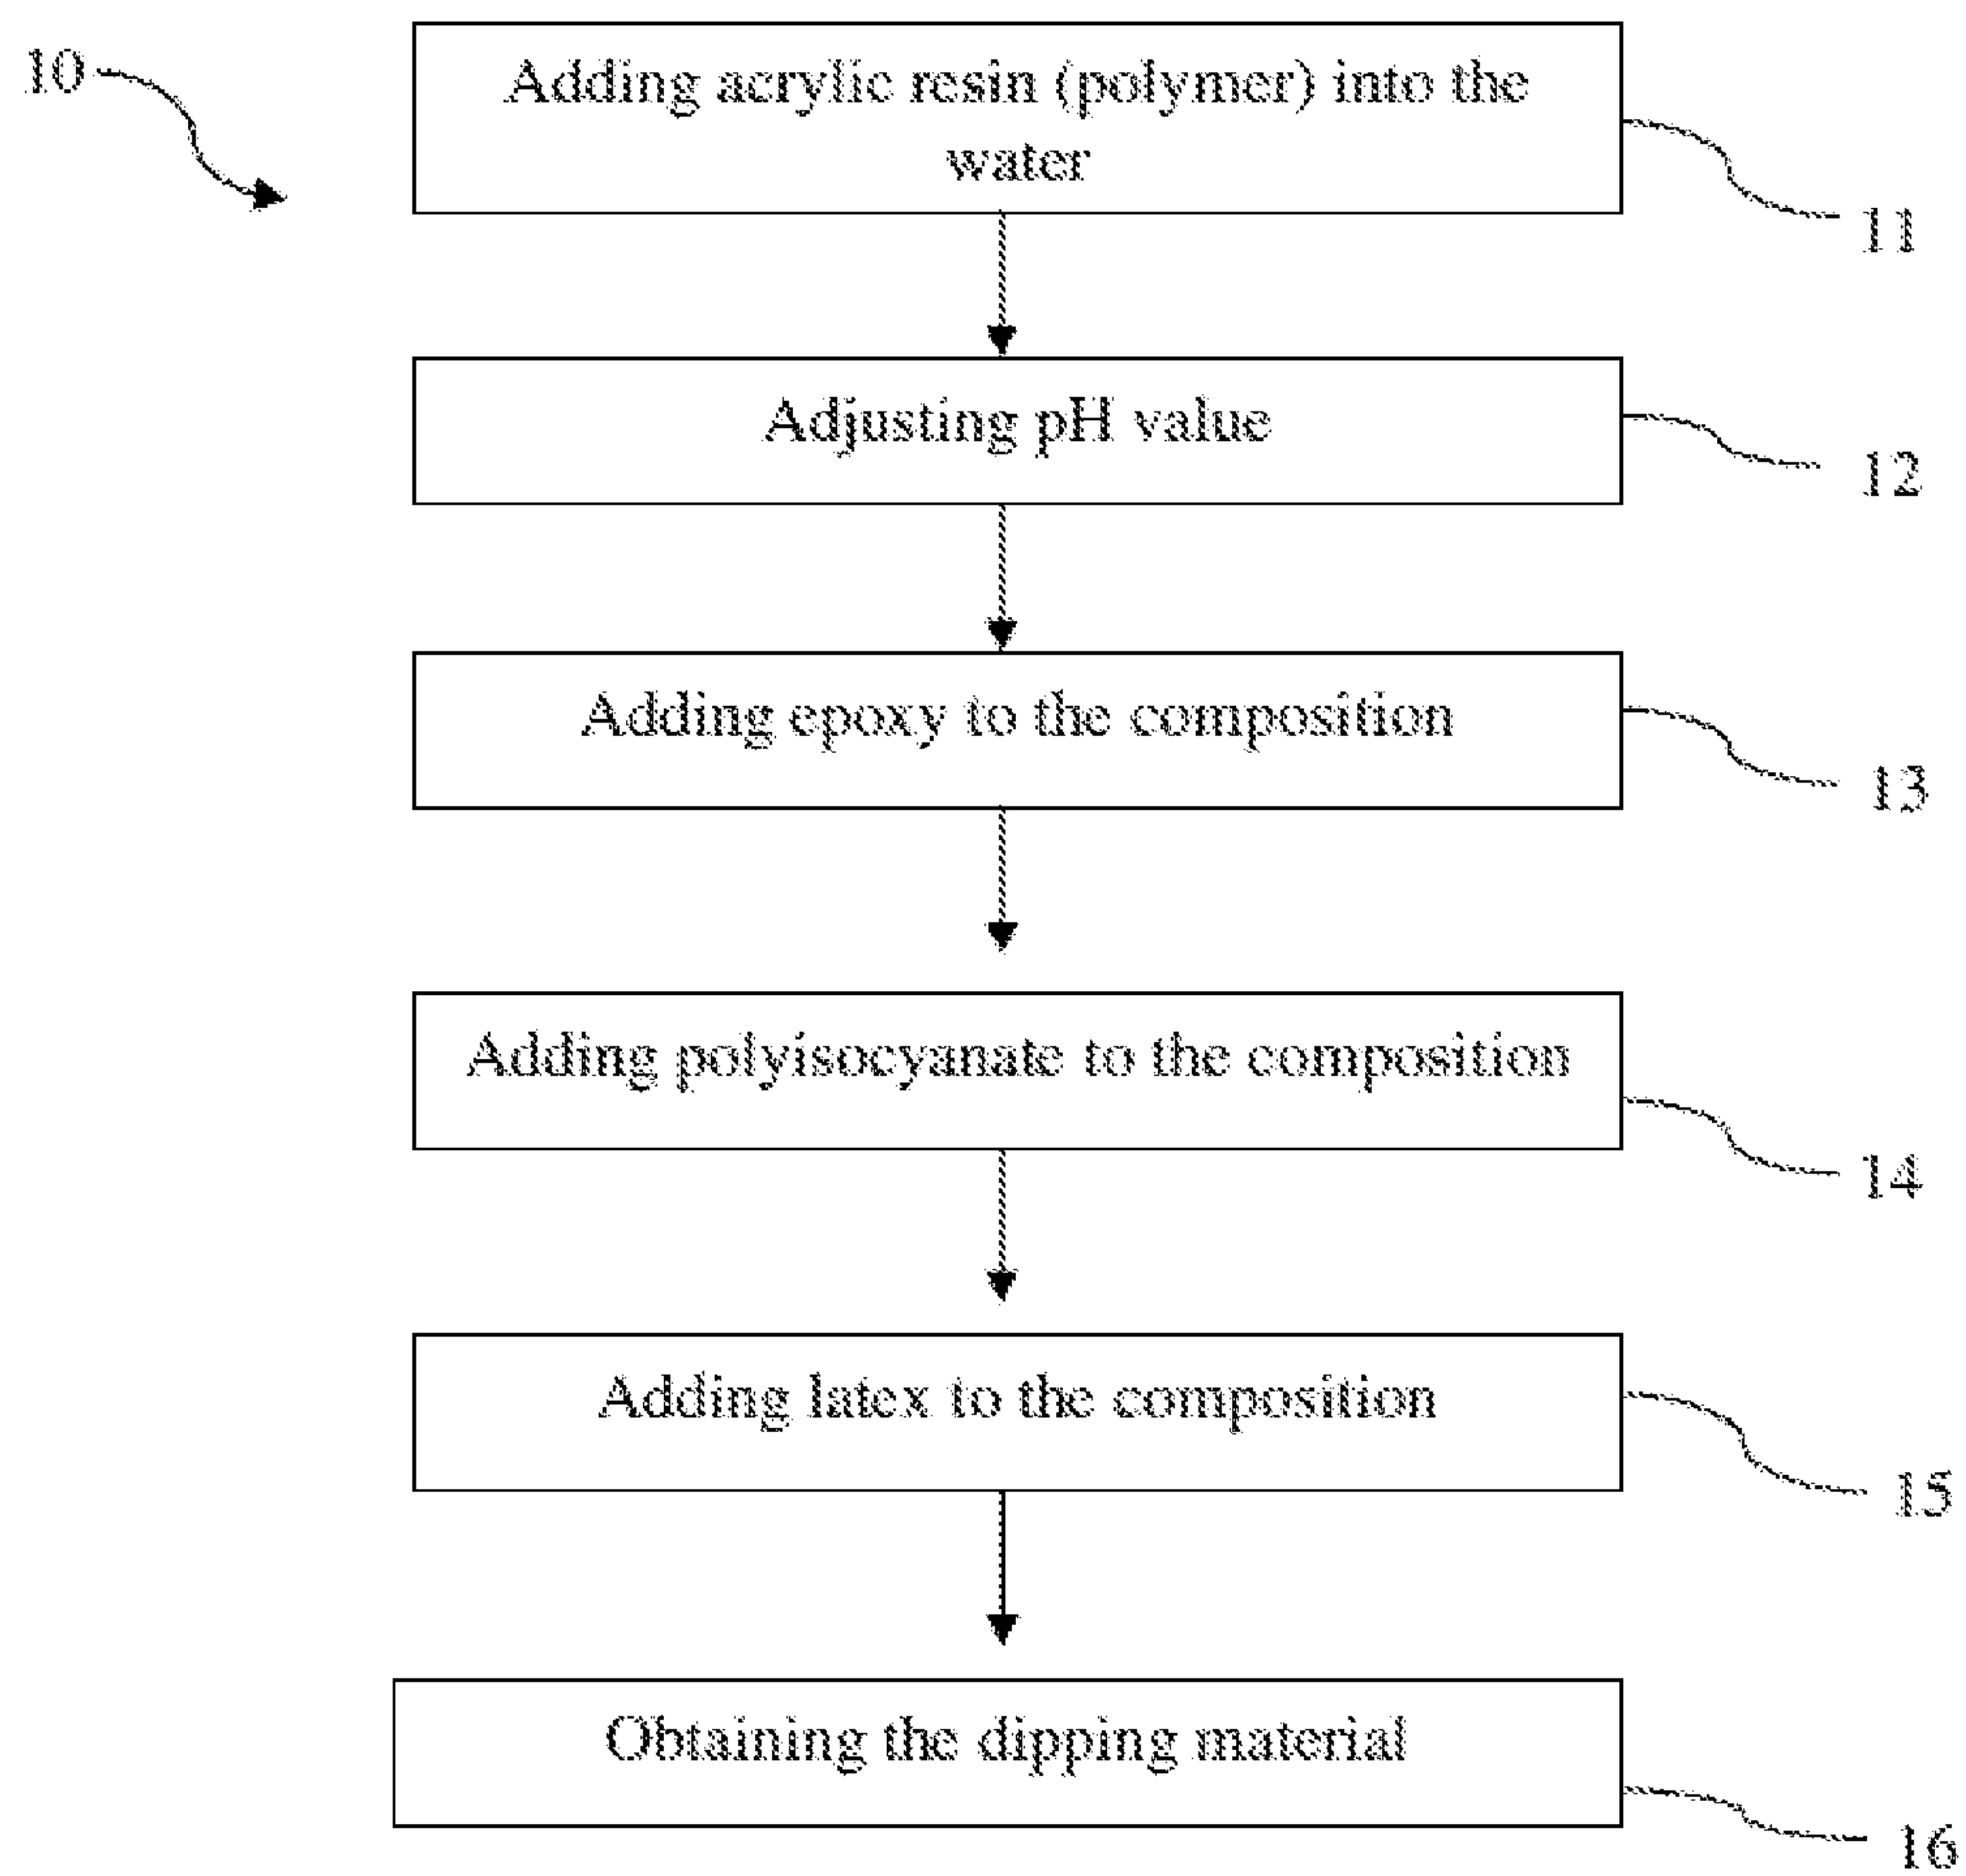 10
Adding acrylic resin (polymer) into the
water
11
Adjusting pH value
12
Adding epoxy to the composition
13
Adding polyisocyanate to the composition
14
Adding latex to the composition
15
Obtaining the dipping material
16